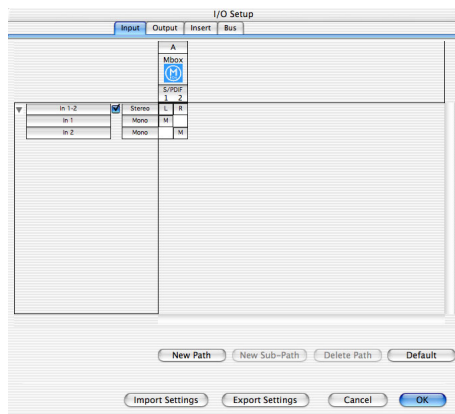 I/O Setup
Input Output Insert Bus
A
Mbox
M
S/PDIF
1 2
In 1-2 Stereo L R
In 1 Mono M
In 2 Mono M
New Path New Sub-Path Delete Path Default
Import Settings Export Settings Cancel OK